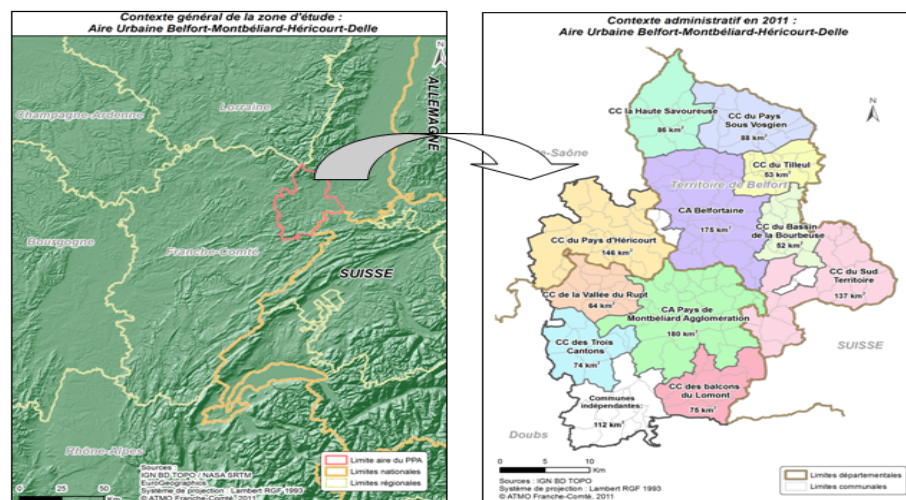 Contexte général de la zone d'étude :
Aire Urbaine Belfort-Montbéliard-Héricourt-Delle
N
ALLEMAGNE
Lorraine
Champagne-Ardenne
Bourgogne
Franche-Comté
SUISSE
Rhône-Alpes
Sources :
IGN BD TOPO / NASA SRTM
EuroGeographics
Système de projection : Lambert RGF 1993
© ATMO Franche-Comté, 2011
0 25 50 Km
Limite aire du PPA
Limites nationales
Limites régionales
Contexte administratif en 2011 :
Aire Urbaine Belfort-Montbéliard-Héricourt-Delle
N
CC la Haute Savoureuse
86 km²
CC du Pays
Sous Vosgien
88 km²
e-Saône
CC du Tilleul
53 km²
Territoire de Belfort
CA Belfortaine
175 km²
CC du Bassin
de la Bourbeuse
52 km²
CC du Pays d'Héricourt
146 km²
CC du Sud
Territoire
137 km²
CC de la Vallée du Rupt
64 km²
CA Pays de
Montbéliard Agglomération
180 km²
SUISSE
CC des Trois
Cantons
74 km²
CC des balcons
du Lomont
75 km²
Communes
indépendantes:
112 km²
Doubs
0 5 10
Km
Sources : IGN BD TOPO
Système de projection : Lambert RGF 1993
© ATMO Franche-Comté, 2011
Limites départementales
Limites communales